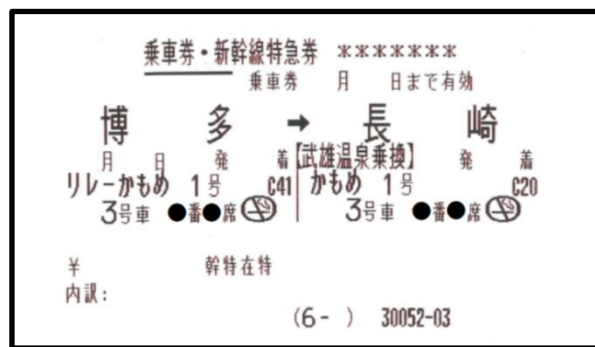 乗車券・新幹線特急券 *******
乗車券 月 日まで有効
博 多 → 長 崎
月 日 発 着【武雄温泉乗換】 発 着
リレーかもめ 1号 C41 かもめ 1号 C20
3号車 ●番●席 3号車 ●番●席
¥ 幹特在特
内訳:
(6- ) 30052-03